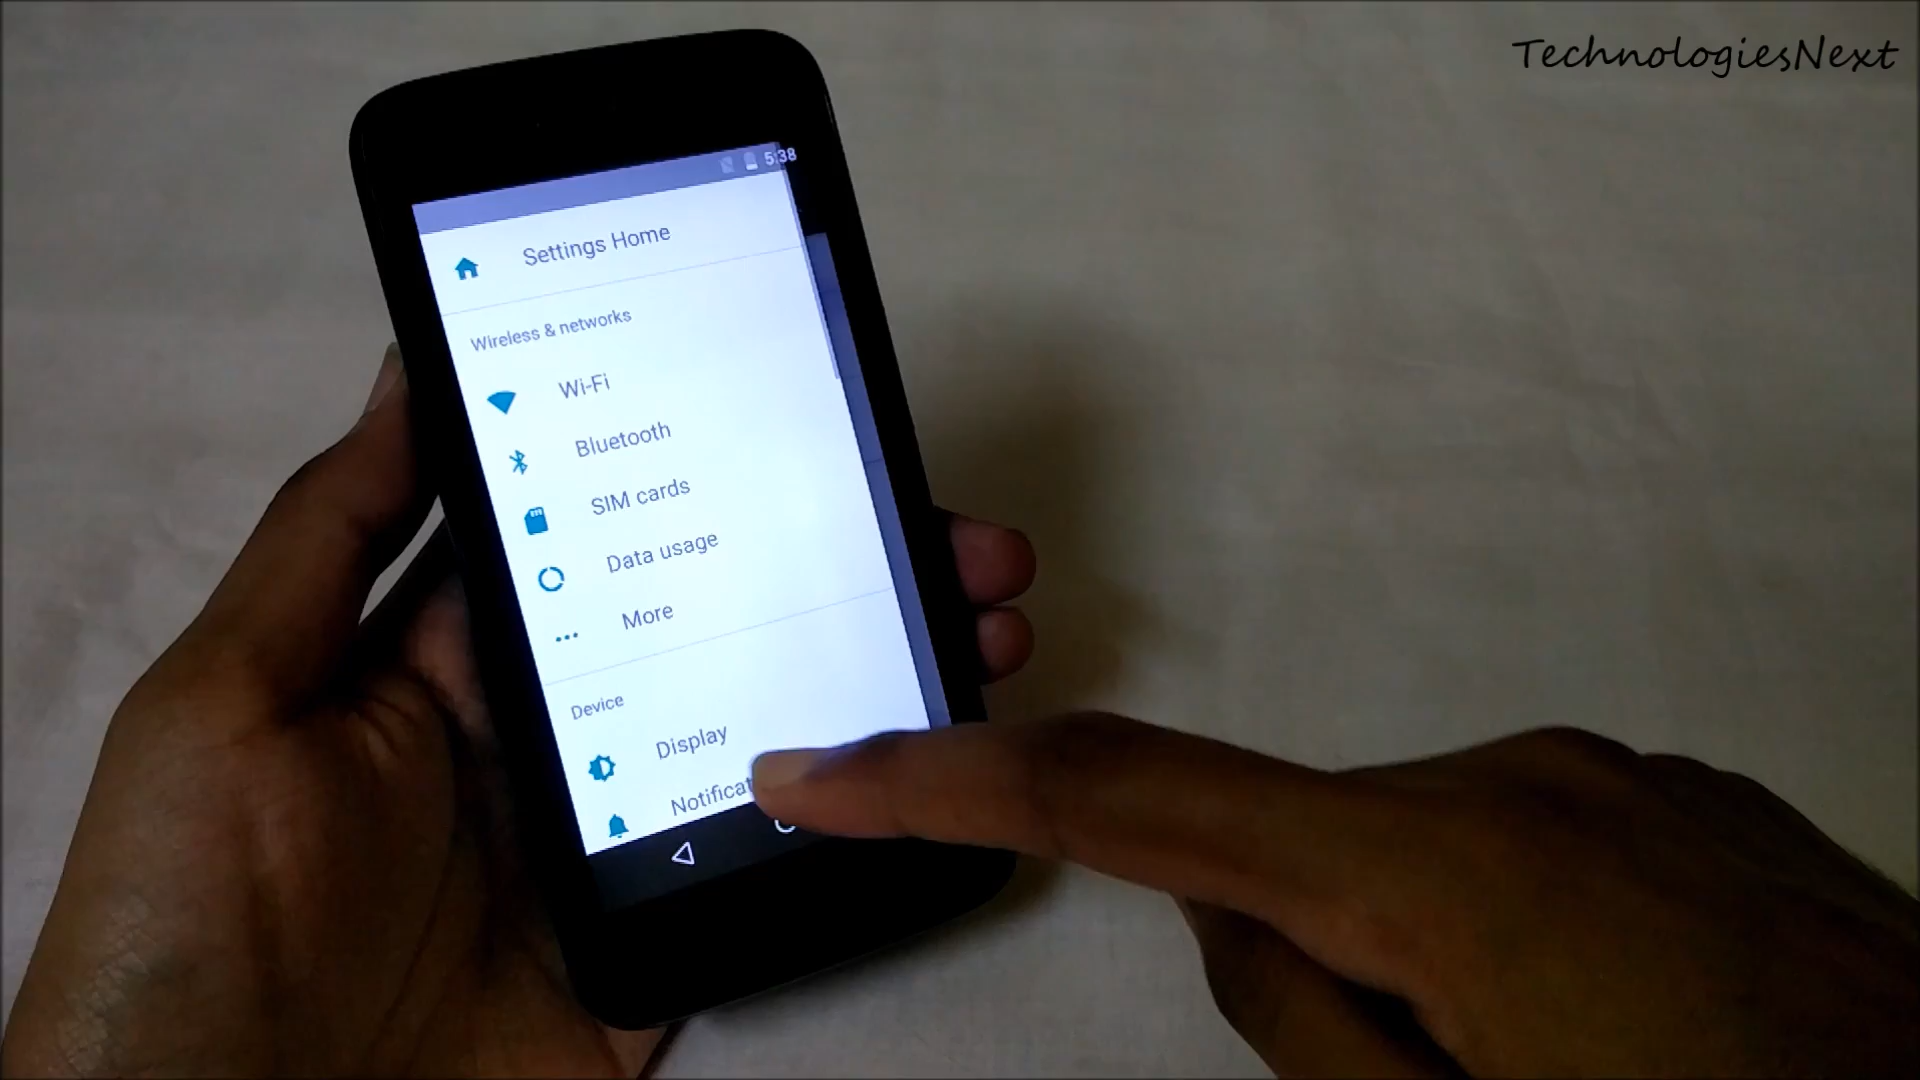 TechnologiesNext
5:38
Settings Home
Wireless & networks
Wi-Fi
Bluetooth
SIM cards
Data usage
More
Device
Display